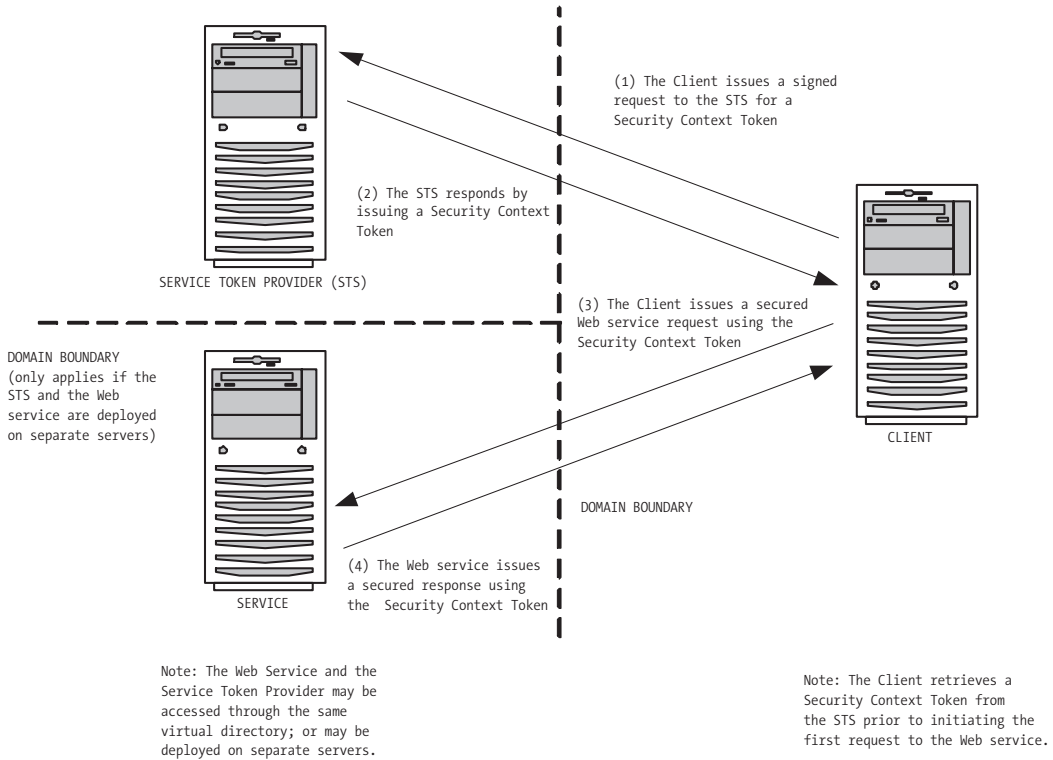 (1) The Client issues a signed
request to the STS for a
Security Context Token
(2) The STS responds by
issuing a Security Context
Token
SERVICE TOKEN PROVIDER (STS)
(3) The Client issues a secured
Web service request using the
Security Context Token
DOMAIN BOUNDARY
(only applies if the
STS and the Web
service are deployed
on separate servers)
CLIENT
DOMAIN BOUNDARY
(4) The Web service issues
a secured response using
the Security Context Token
SERVICE
Note: The Web Service and the
Service Token Provider may be
accessed through the same
virtual directory; or may be
deployed on separate servers.
Note: The Client retrieves a
Security Context Token from
the STS prior to initiating the
first request to the Web service.